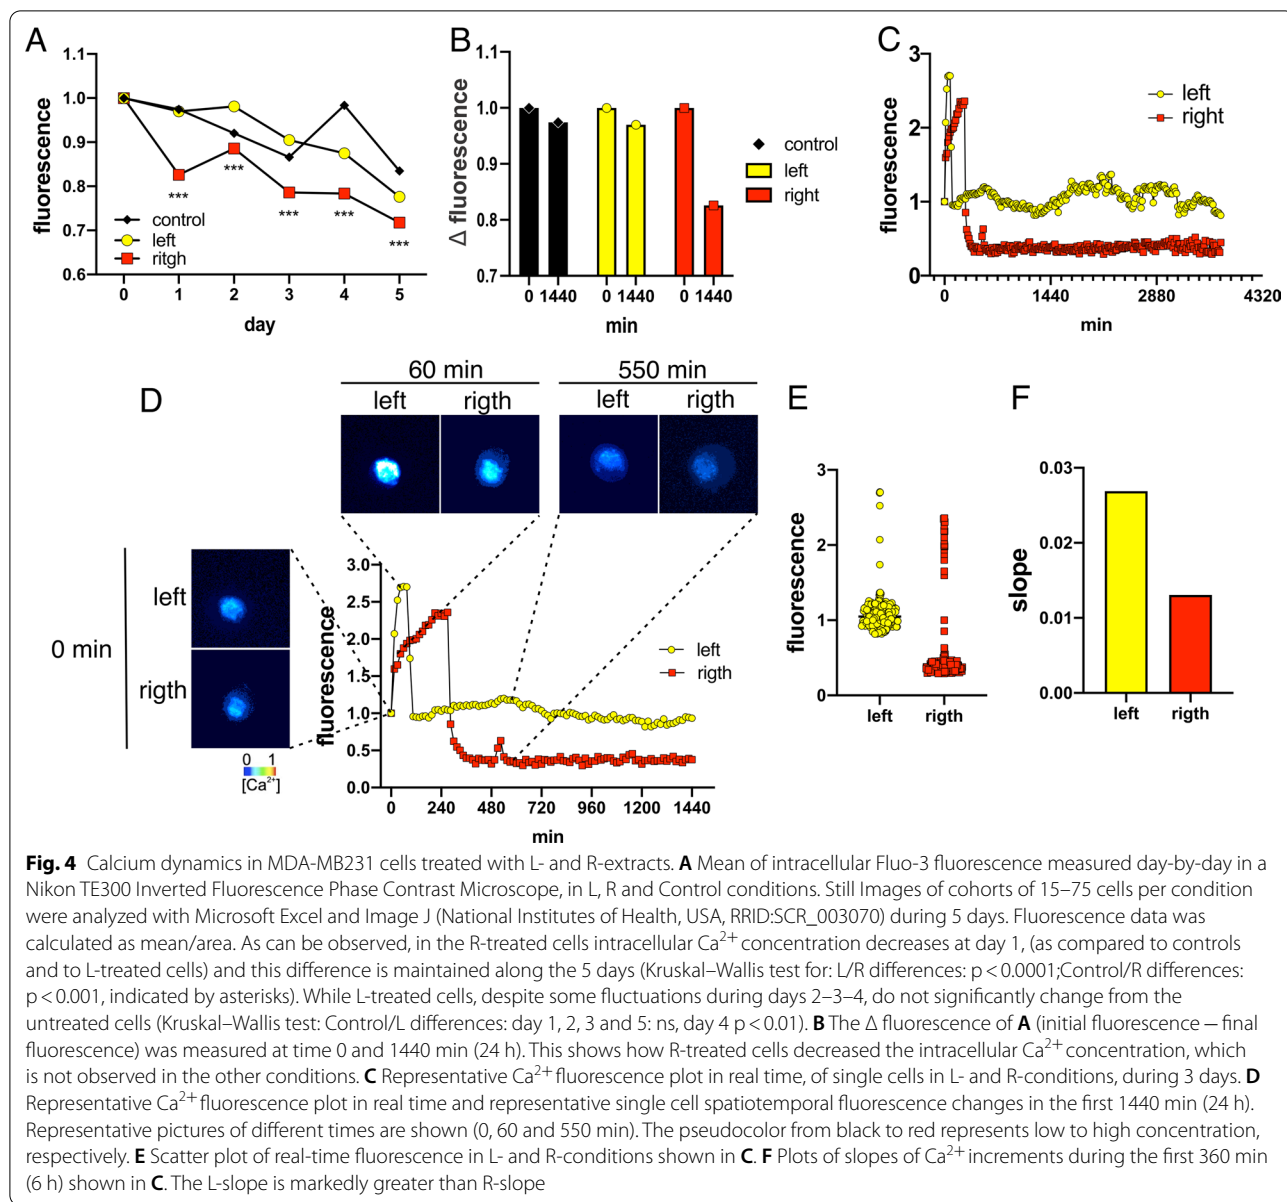 A
1.1
1.0
0.9
0.8
0.7
0.6
fluorescence
***
***
***
***
***
control
left
ritgh
0 1 2 3 4 5
day
B
1.1
1.0
0.9
0.8
0.7
Δ fluorescence
0 1440 0 1440 0 1440
min
control
left
right
C
3
2
1
0
fluorescence
left
right
0 1440 2880 4320
min
D
60 min 550 min
left rigth left rigth
0 min
left
rigth
0 1
[Ca2+]
fluorescence
3.0
2.5
2.0
1.5
1.0
0.5
0.0
left
rigth
0 240 480 720 960 1200 1440
min
E
fluorescence
3
2
1
0
left rigth
F
slope
0.03
0.02
0.01
0.00
left rigth
Fig. 4 Calcium dynamics in MDA-MB231 cells treated with L- and R-extracts. A Mean of intracellular Fluo-3 fluorescence measured day-by-day in a
Nikon TE300 Inverted Fluorescence Phase Contrast Microscope, in L, R and Control conditions. Still Images of cohorts of 15–75 cells per condition
were analyzed with Microsoft Excel and Image J (National Institutes of Health, USA, RRID:SCR_003070) during 5 days. Fluorescence data was
calculated as mean/area. As can be observed, in the R-treated cells intracellular Ca2+ concentration decreases at day 1, (as compared to controls
and to L-treated cells) and this difference is maintained along the 5 days (Kruskal–Wallis test for: L/R differences: p < 0.0001;Control/R differences:
p < 0.001, indicated by asterisks). While L-treated cells, despite some fluctuations during days 2–3–4, do not significantly change from the
untreated cells (Kruskal–Wallis test: Control/L differences: day 1, 2, 3 and 5: ns, day 4 p < 0.01). B The Δ fluorescence of A (initial fluorescence − final
fluorescence) was measured at time 0 and 1440 min (24 h). This shows how R-treated cells decreased the intracellular Ca2+ concentration, which
is not observed in the other conditions. C Representative Ca2+ fluorescence plot in real time, of single cells in L- and R-conditions, during 3 days. D
Representative Ca2+ fluorescence plot in real time and representative single cell spatiotemporal fluorescence changes in the first 1440 min (24 h).
Representative pictures of different times are shown (0, 60 and 550 min). The pseudocolor from black to red represents low to high concentration,
respectively. E Scatter plot of real-time fluorescence in L- and R-conditions shown in C. F Plots of slopes of Ca2+ increments during the first 360 min
(6 h) shown in C. The L-slope is markedly greater than R-slope